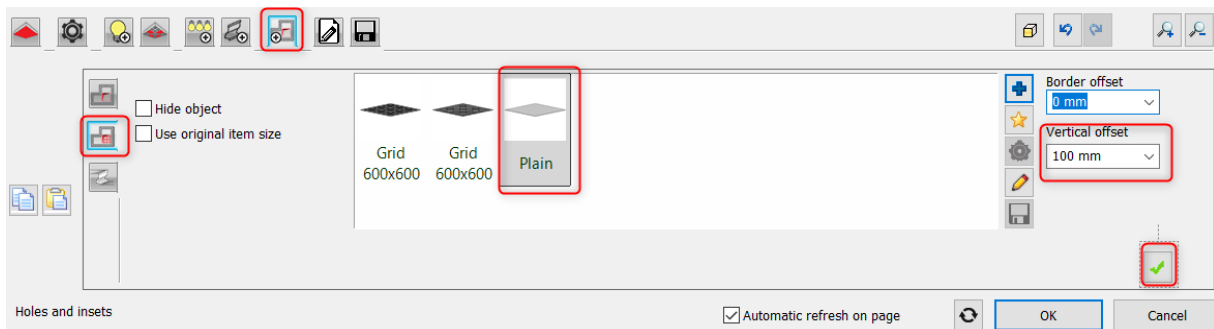 Hide object
Use original item size
Grid
600x600
Grid
600x600
Plain
Border offset
0 mm
Vertical offset
100 mm
Holes and insets
Automatic refresh on page
OK
Cancel